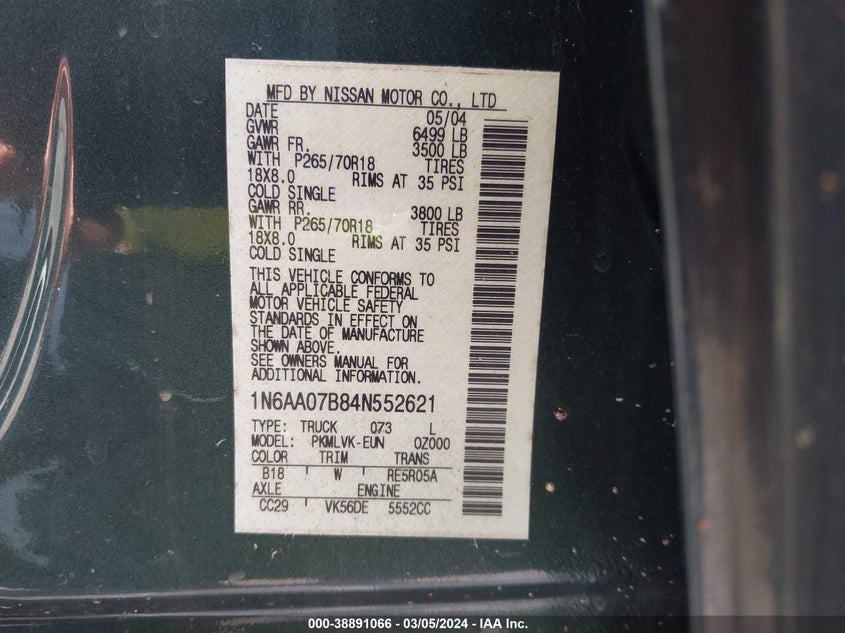 MFD BY NISSAN MOTOR CO., LTD
DATE 05/04
GVWR 6499 LB
GAWR FR. 3500 LB
WITH P265/70R18 TIRES
18X8.0 RIMS AT 35 PSI
COLD SINGLE
GAWR RR. 3800 LB
WITH P265/70R18 TIRES
18X8.0 RIMS AT 35 PSI
COLD SINGLE
THIS VEHICLE CONFORMS TO
ALL APPLICABLE FEDERAL
MOTOR VEHICLE SAFETY
STANDARDS IN EFFECT ON
THE DATE OF MANUFACTURE
SHOWN ABOVE.
SEE OWNERS MANUAL FOR
ADDITIONAL INFORMATION.
1N6AA07B84N552621
TYPE: TRUCK 073 L
MODEL: PKMLVK-EUN 0Z000
COLOR TRIM TRANS
B18 W RE5R05A
AXLE ENGINE
CC29 VK56DE 5552CC
000-38891066 - 03/05/2024 - IAA Inc.